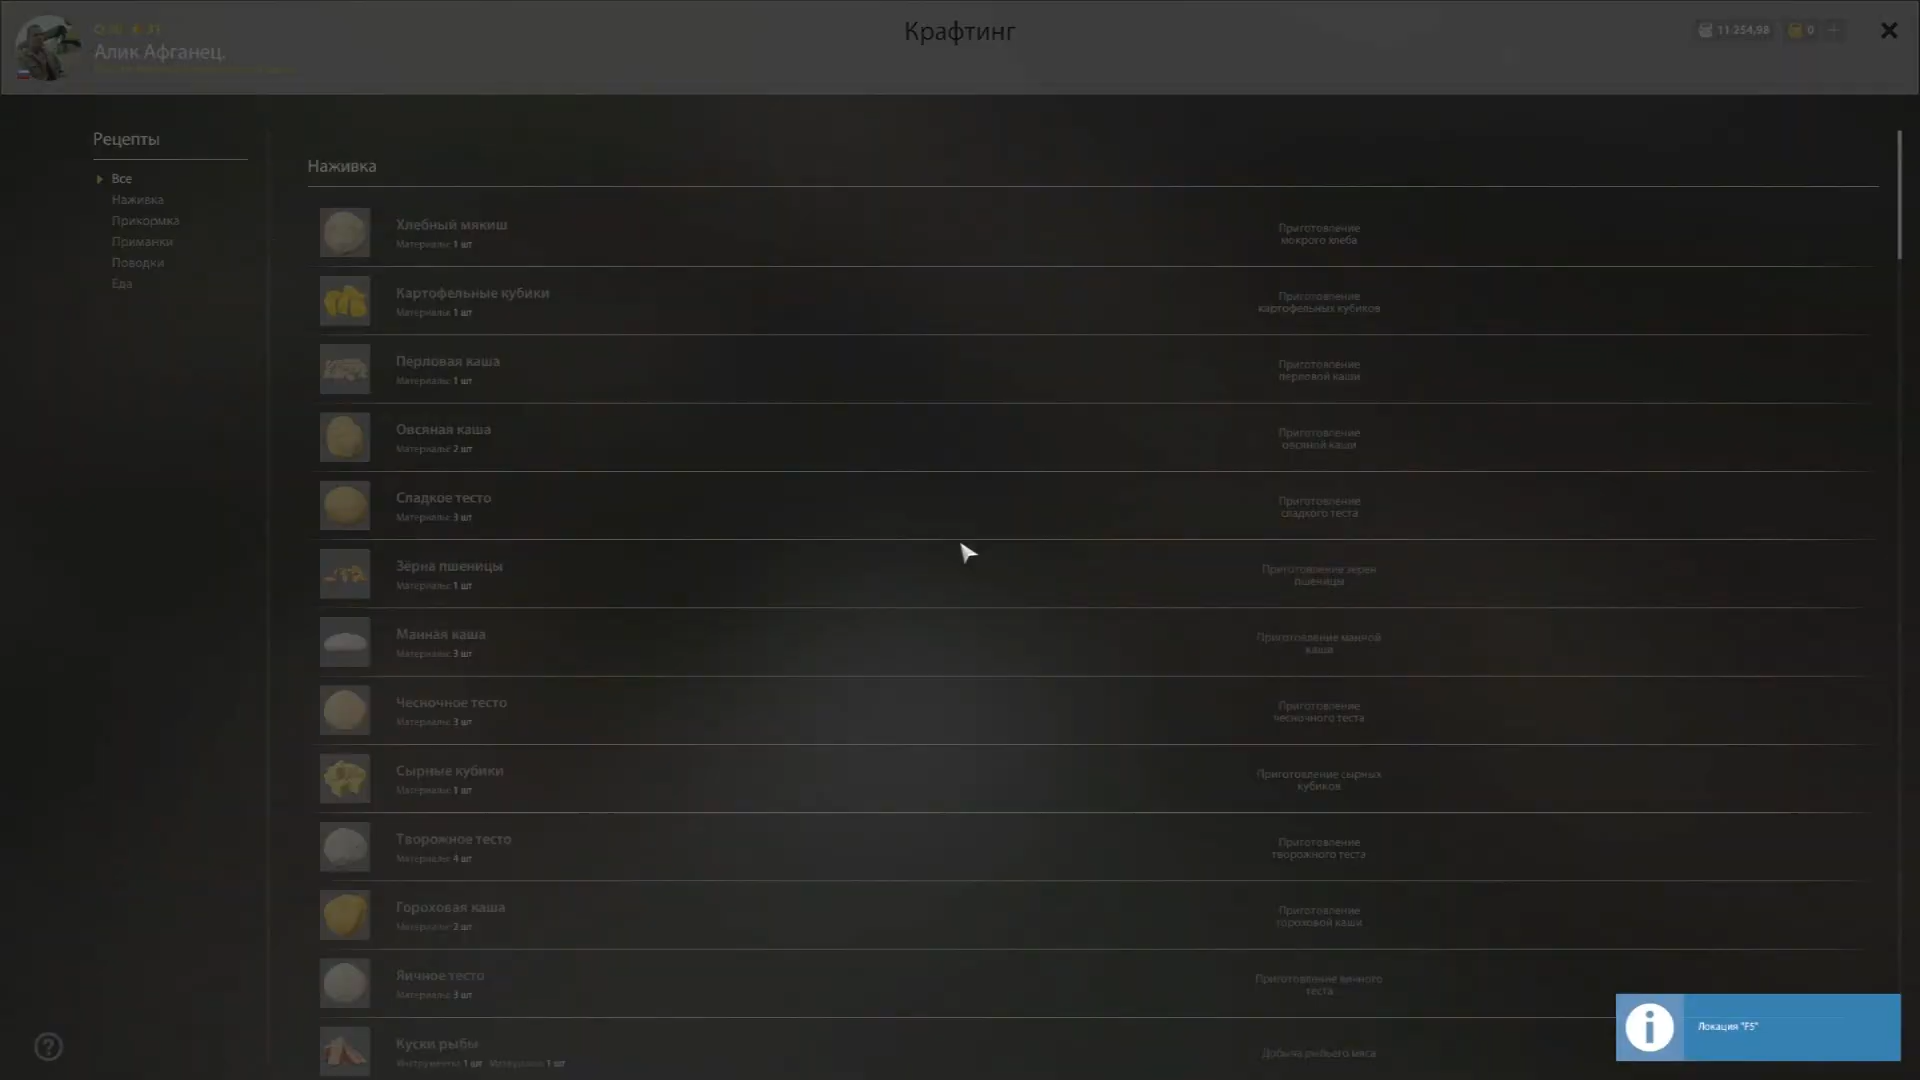 31
Алик Афганец.
Крафтинг
11 254,98
0
Рецепты
Все
Наживка
Прикормка
Приманки
Поводки
Еда
Наживка
Хлебный мякиш
Материалы: 1 шт
Приготовление
мокрого хлеба
Картофельные кубики
Материалы: 1 шт
Приготовление
картофельных кубиков
Перловая каша
Материалы: 1 шт
Приготовление
перловой каши
Овсяная каша
Материалы: 2 шт
Приготовление
овсяной каши
Сладкое тесто
Материалы: 3 шт
Приготовление
сладкого теста
Зёрна пшеницы
Материалы: 1 шт
Приготовление зерен
пшеницы
Манная каша
Материалы: 3 шт
Приготовление манной
каши
Чесночное тесто
Материалы: 3 шт
Приготовление
чесночного теста
Сырные кубики
Материалы: 1 шт
Приготовление сырных
кубиков
Творожное тесто
Материалы: 4 шт
Приготовление
творожного теста
Гороховая каша
Материалы: 2 шт
Приготовление
гороховой каши
Яичное тесто
Материалы: 3 шт
Приготовление яичного
теста
Куски рыбы
Инструменты: 1 шт Материалы: 1 шт
Добыча рыбьего мяса
Локация "F5"